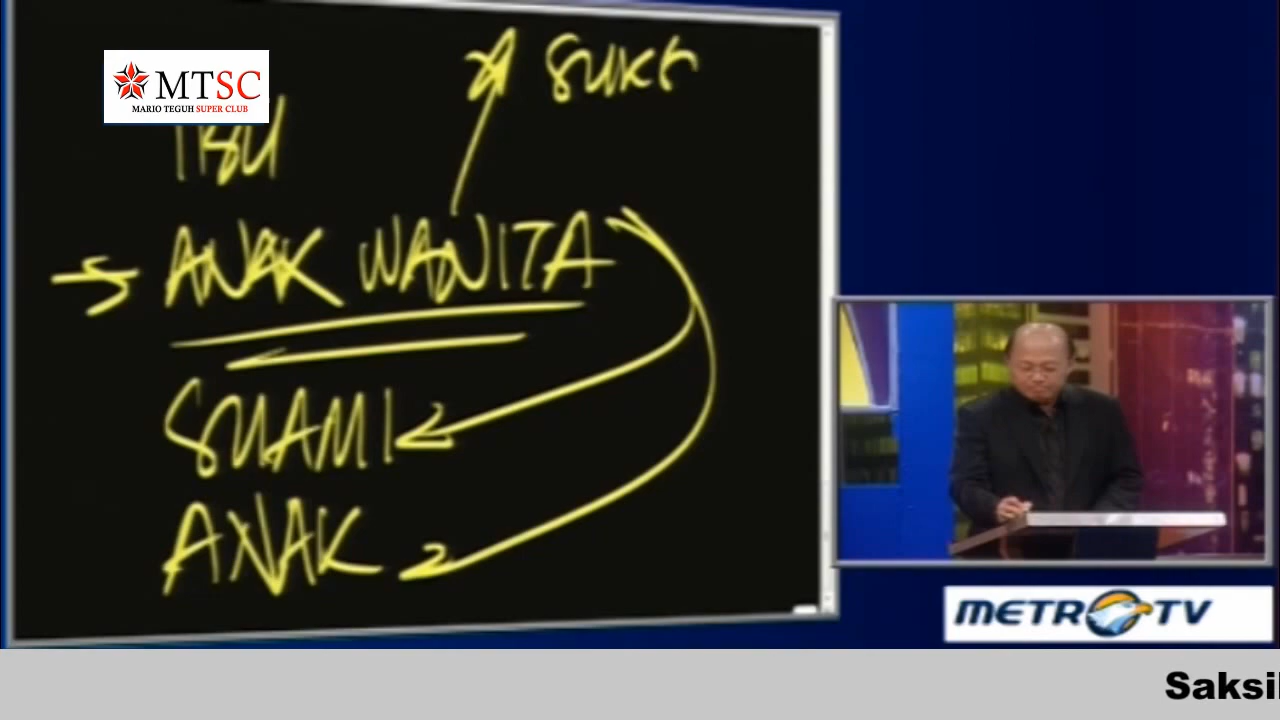 MTSC
MARIO TEGUH SUPER CLUB
IBU
ANAK WANITA
SUAMI
ANAK
METRO TV